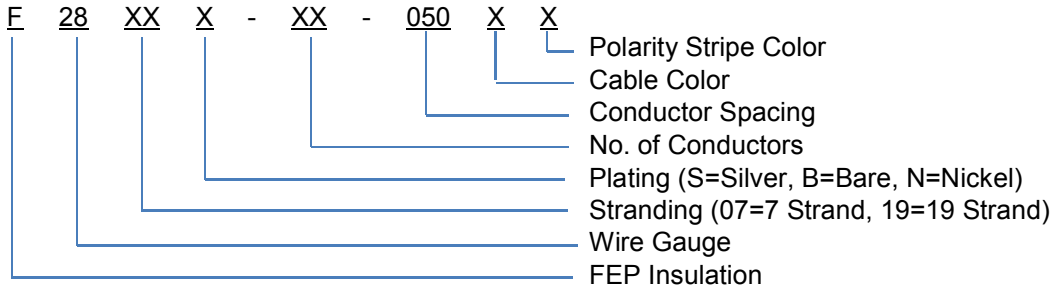 F 28 XX X - XX - 050 X X
Polarity Stripe Color
Cable Color
Conductor Spacing
No. of Conductors
Plating (S=Silver, B=Bare, N=Nickel)
Stranding (07=7 Strand, 19=19 Strand)
Wire Gauge
FEP Insulation